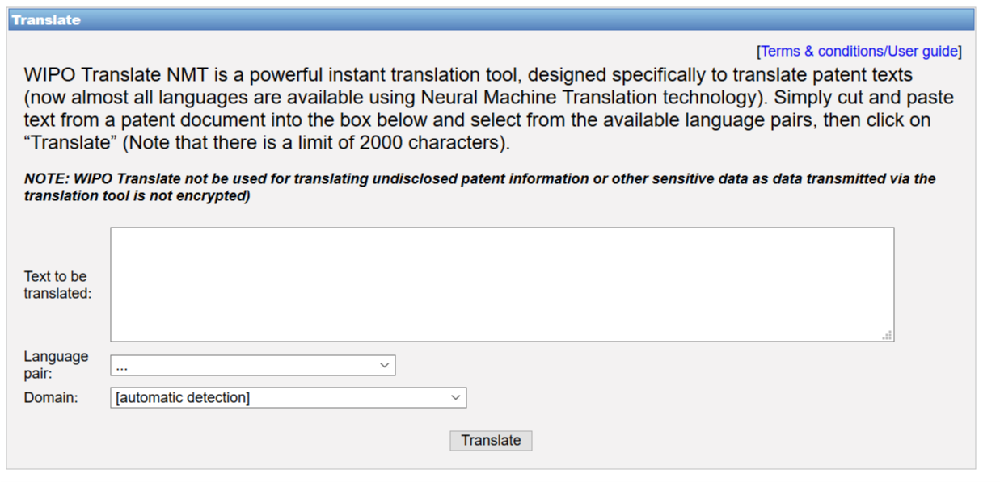 Translate
[Terms & conditions/User guide]
WIPO Translate NMT is a powerful instant translation tool, designed specifically to translate patent texts
(now almost all languages are available using Neural Machine Translation technology). Simply cut and paste
text from a patent document into the box below and select from the available language pairs, then click on
“Translate” (Note that there is a limit of 2000 characters).
NOTE: WIPO Translate not be used for translating undisclosed patent information or other sensitive data as data transmitted via the
translation tool is not encrypted)
Text to be
translated:
Language
pair:
...
Domain:
[automatic detection]
Translate